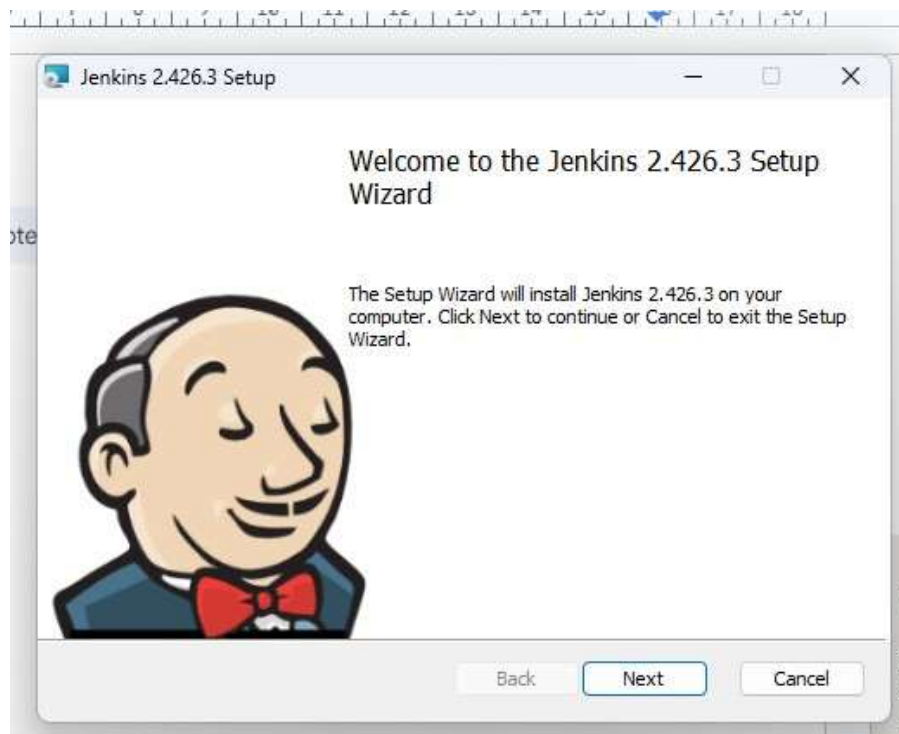 Jenkins 2.426.3 Setup
Welcome to the Jenkins 2.426.3 Setup
Wizard
The Setup Wizard will install Jenkins 2.426.3 on your
computer. Click Next to continue or Cancel to exit the Setup
Wizard.
Back Next Cancel